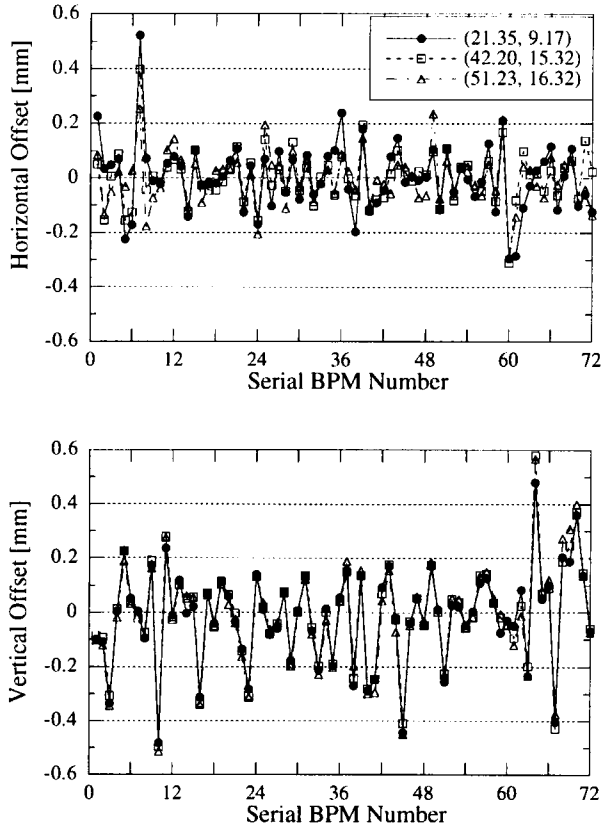 0.6
0.4
0.2
0
-0.2
-0.4
-0.6
Horizontal Offset [mm]
(21.35, 9.17)
(42.20, 15.32)
(51.23, 16.32)
0 12 24 36 48 60 72
Serial BPM Number
0.6
0.4
0.2
0
-0.2
-0.4
-0.6
Vertical Offset [mm]
0 12 24 36 48 60 72
Serial BPM Number